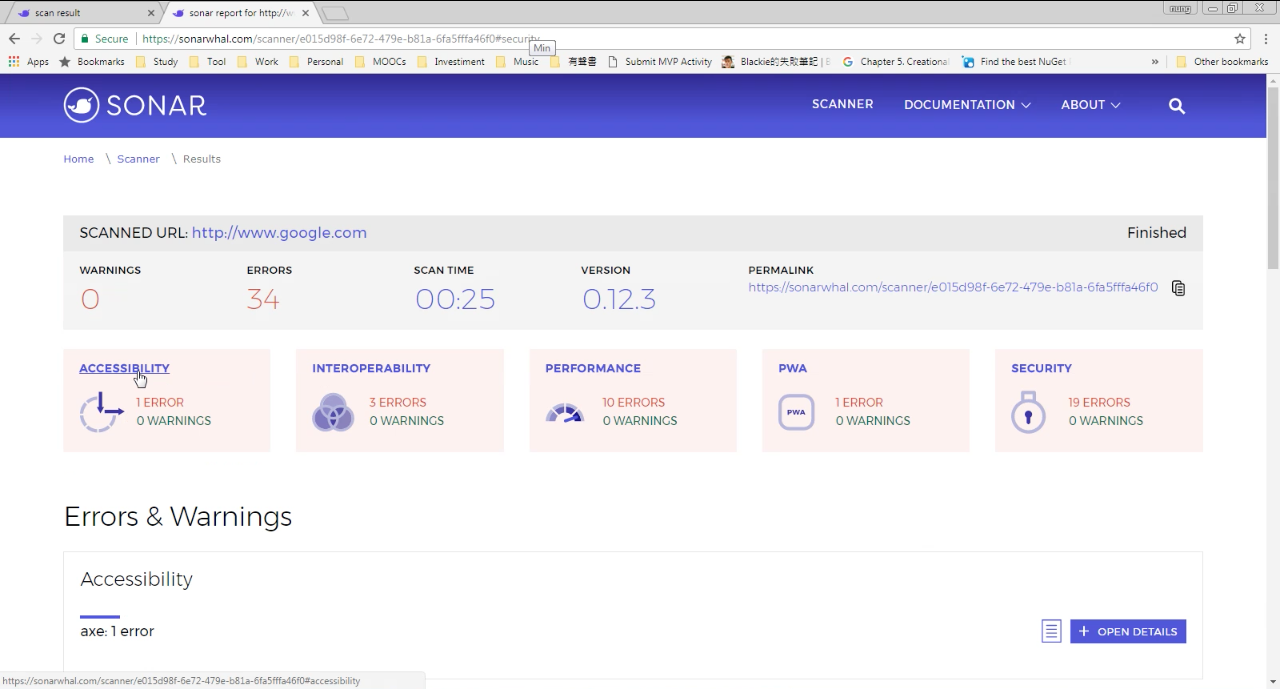 scan result
sonar report for http://w
Secure https://sonarwhal.com/scanner/e015d98f-6e72-479e-b81a-6fa5fffa46f0#security
Min
Apps Bookmarks Study Tool Work Personal MOOCs Investment Music 有聲書 Submit MVP Activity Blackie的失敗筆記 | Chapter 5. Creational Find the best NuGet » Other bookmarks
SONAR
SCANNER DOCUMENTATION ABOUT
Home \ Scanner \ Results
SCANNED URL: http://www.google.com Finished
WARNINGS ERRORS SCAN TIME VERSION PERMALINK
0 34 00:25 0.12.3 https://sonarwhal.com/scanner/e015d98f-6e72-479e-b81a-6fa5fffa46f0
ACCESSIBILITY INTEROPERABILITY PERFORMANCE PWA SECURITY
1 ERROR 3 ERRORS 10 ERRORS PWA 1 ERROR 19 ERRORS
0 WARNINGS 0 WARNINGS 0 WARNINGS 0 WARNINGS 0 WARNINGS
Errors & Warnings
Accessibility
axe: 1 error + OPEN DETAILS
https://sonarwhal.com/scanner/e015d98f-6e72-479e-b81a-6fa5fffa46f0#accessibility